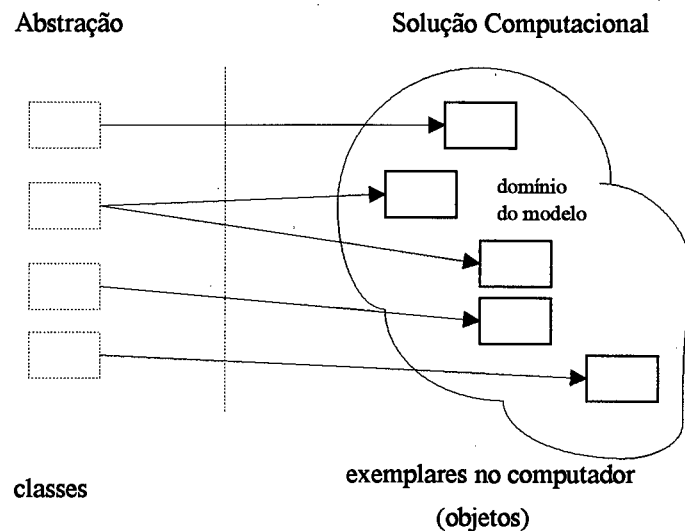 Abstração
Solução Computacional
domínio
do modelo
classes
exemplares no computador
(objetos)